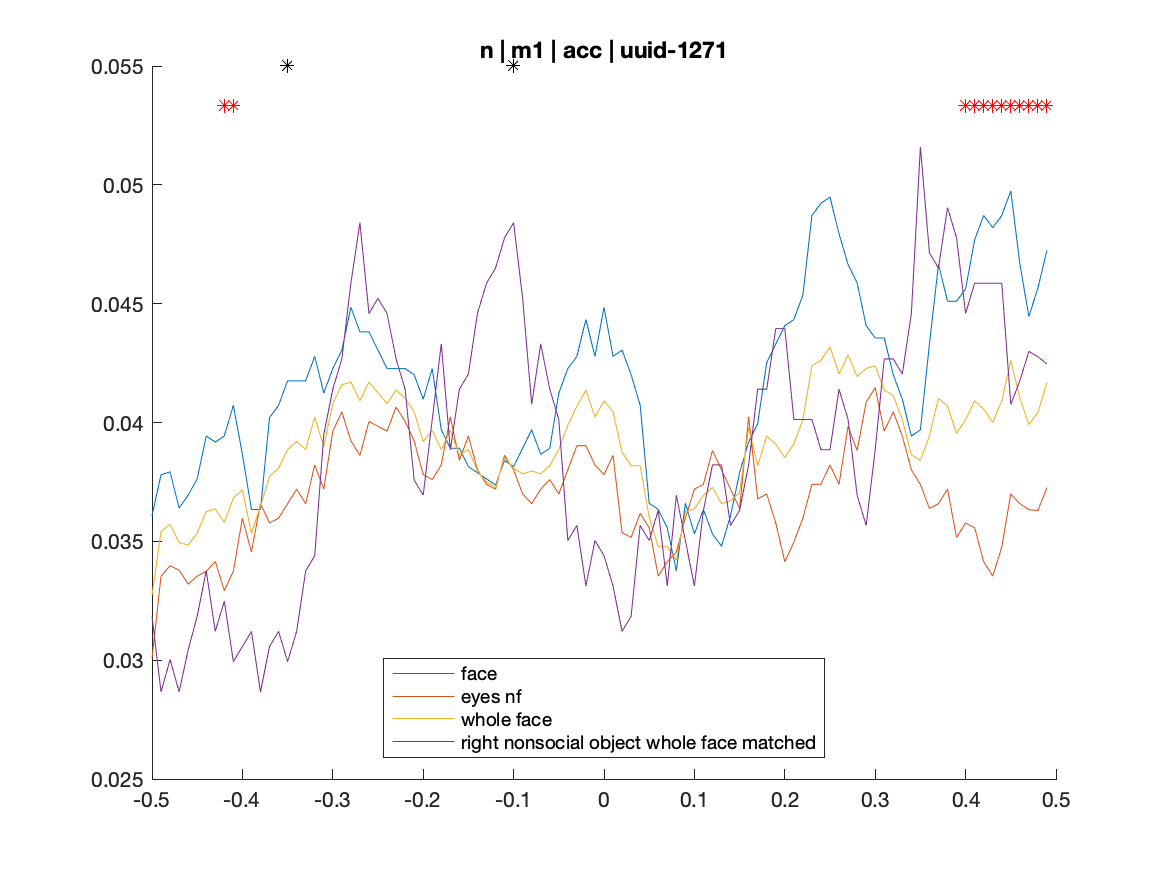 n | m1 | acc | uuid-1271
0.055
0.05
0.045
0.04
0.035
0.03
0.025
face
eyes nf
whole face
right nonsocial object whole face matched
-0.5 -0.4 -0.3 -0.2 -0.1 0 0.1 0.2 0.3 0.4 0.5